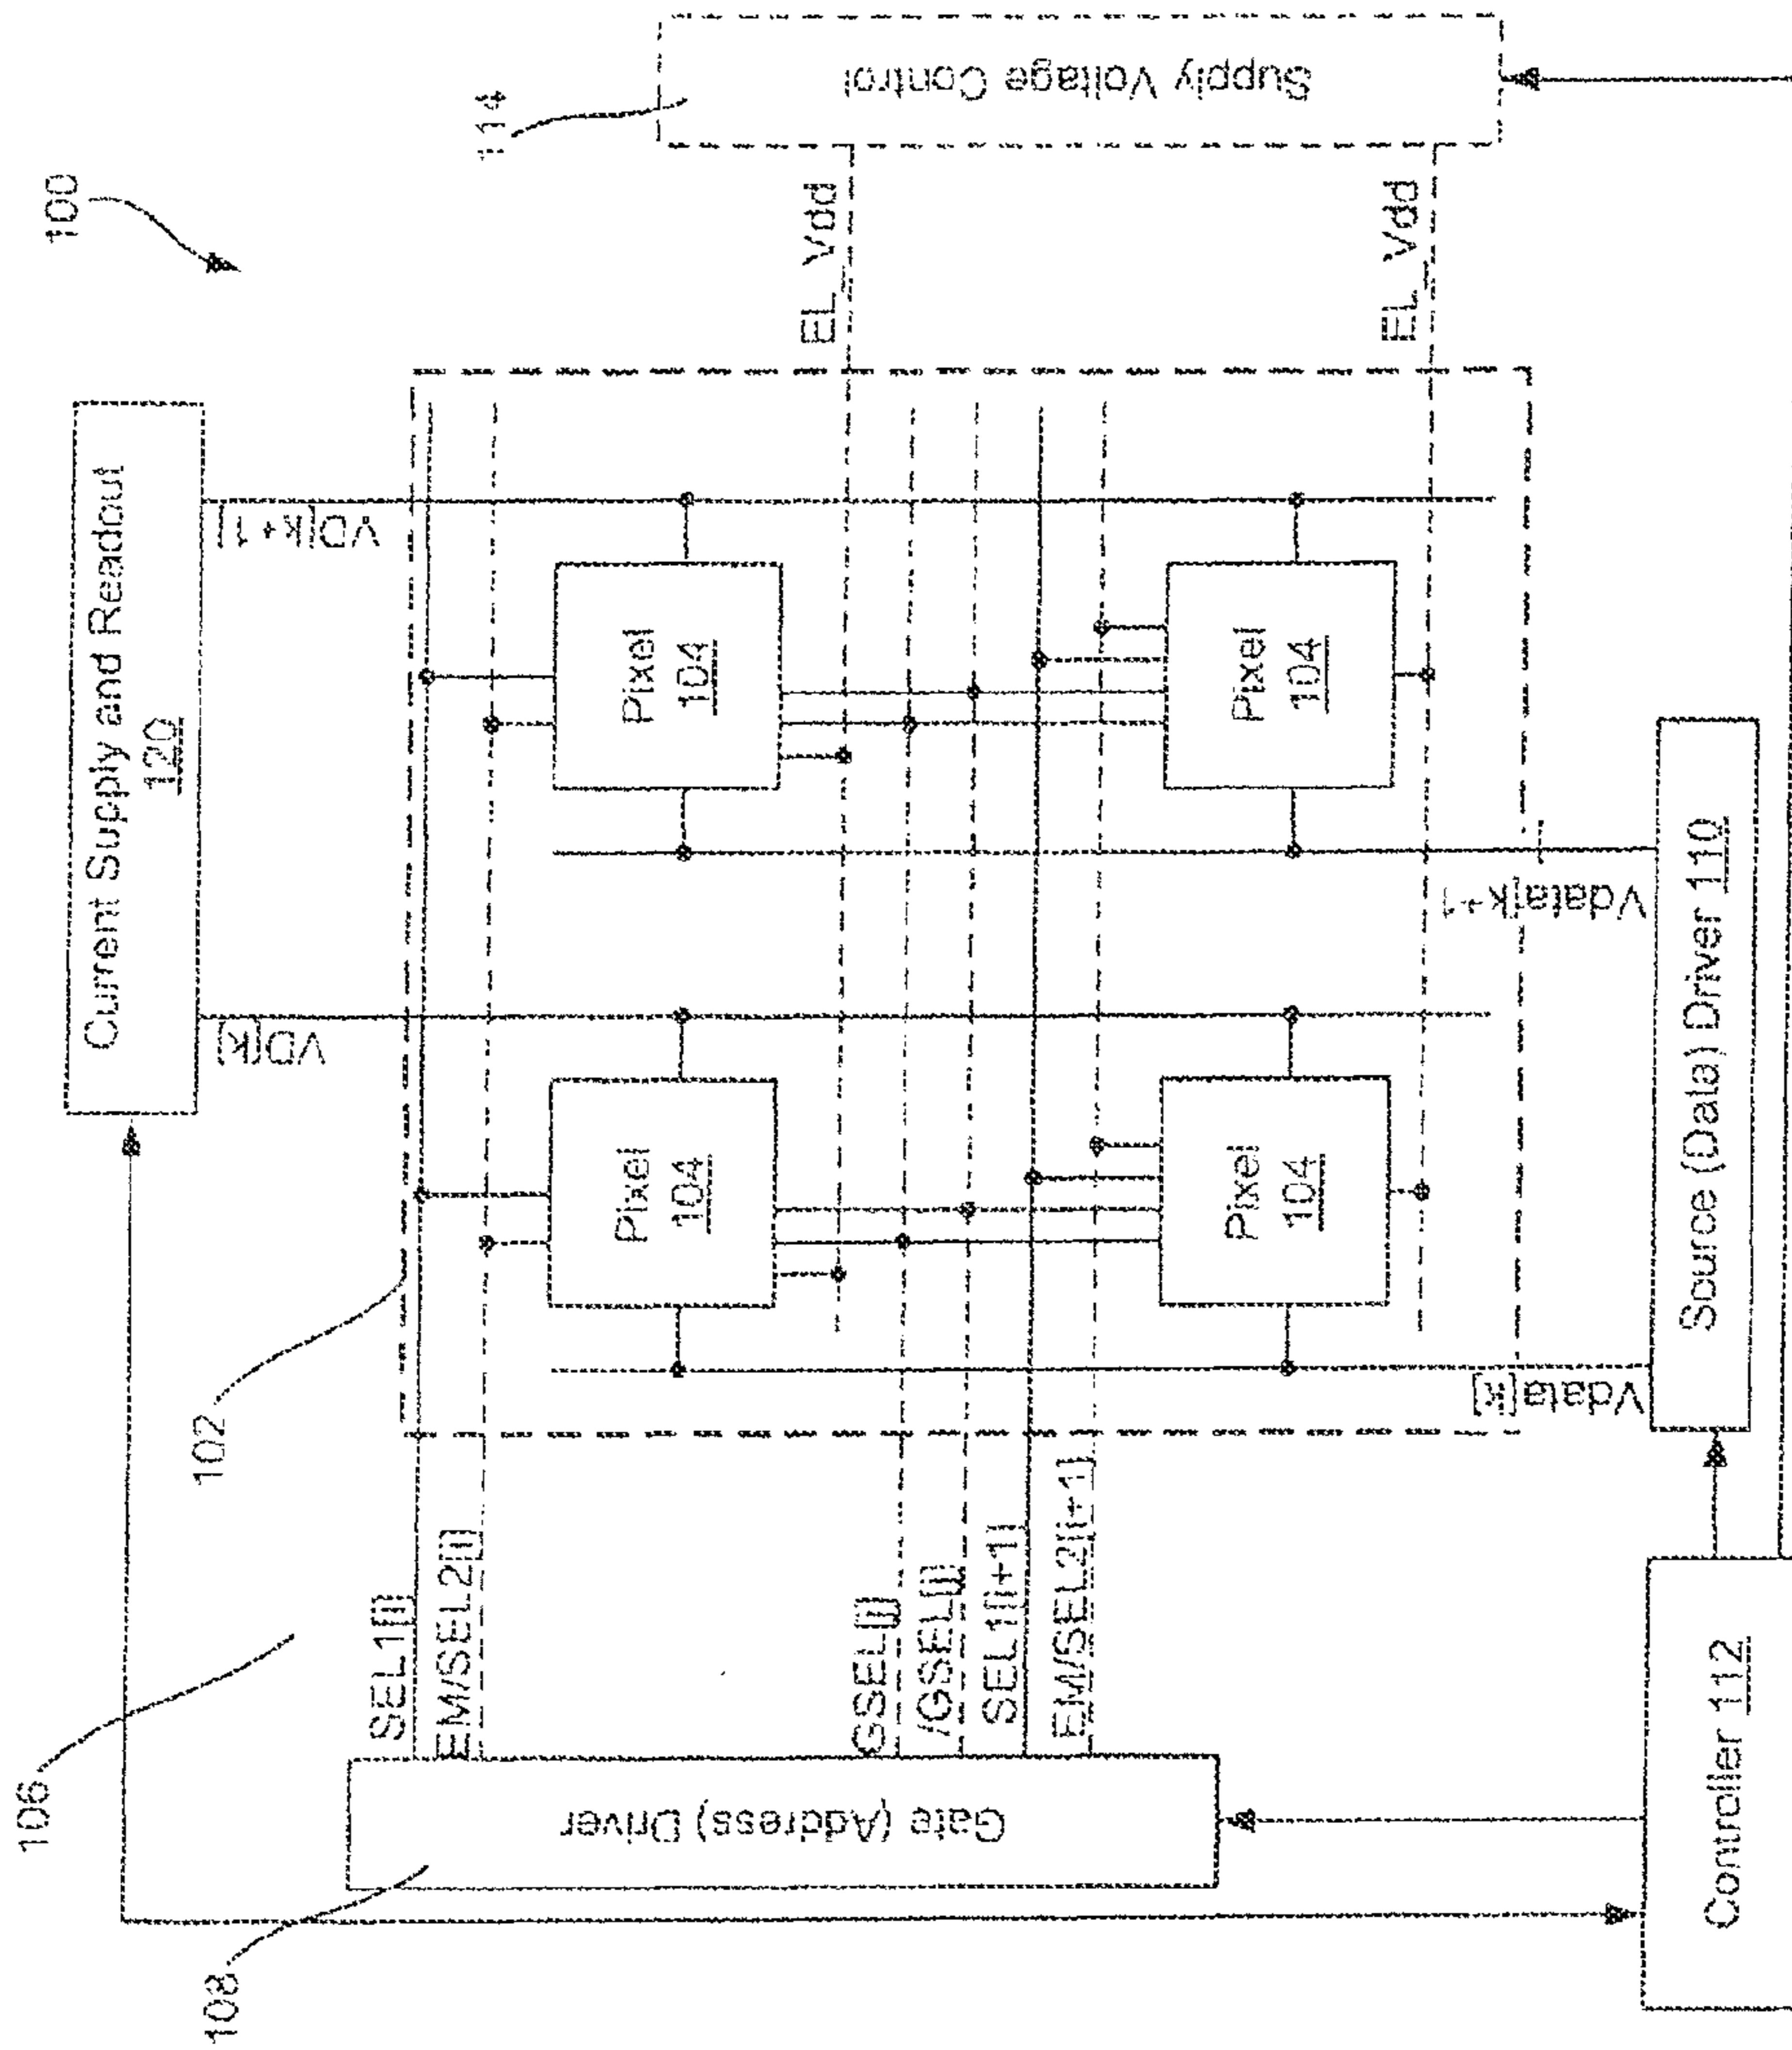 100
Current Supply and Readout
120
VD[k]
VD[k+1]
102
106
108
Gate (Address) Driver
SEL1[i]
EM/SEL2[i]
GSEL[j]
/GSEL[j]
SEL1[i+1]
EM/SEL2[i+1]
Pixel
104
Pixel
104
Pixel
104
Pixel
104
EL_Vdd
EL_Vdd
114
Supply Voltage Control
Vdata[k]
Vdata[k+1
Source (Data) Driver 110
Controller 112